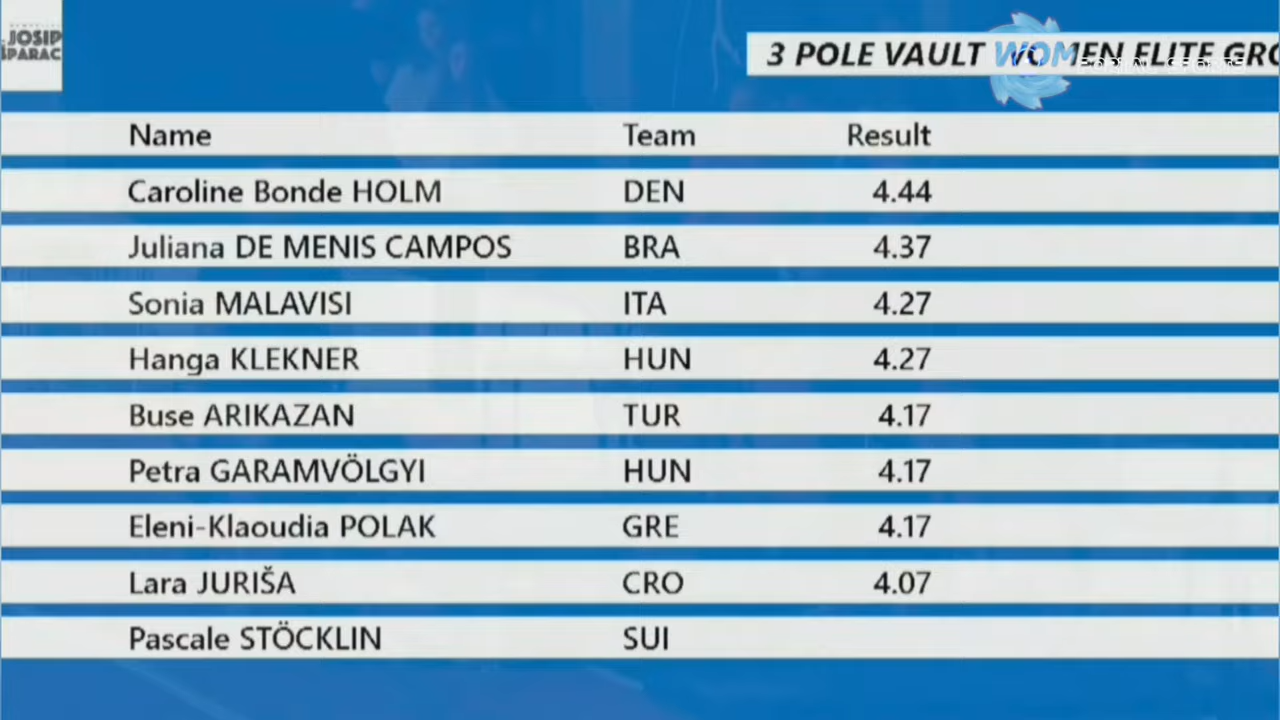 JOSIP
ŠPARAC
3 POLE VAULT WOMEN ELITE GRO
Name Team Result
Caroline Bonde HOLM DEN 4.44
Juliana DE MENIS CAMPOS BRA 4.37
Sonia MALAVISI ITA 4.27
Hanga KLEKNER HUN 4.27
Buse ARIKAZAN TUR 4.17
Petra GARAMVÖLGYI HUN 4.17
Eleni-Klaoudia POLAK GRE 4.17
Lara JURIŠA CRO 4.07
Pascale STÖCKLIN SUI